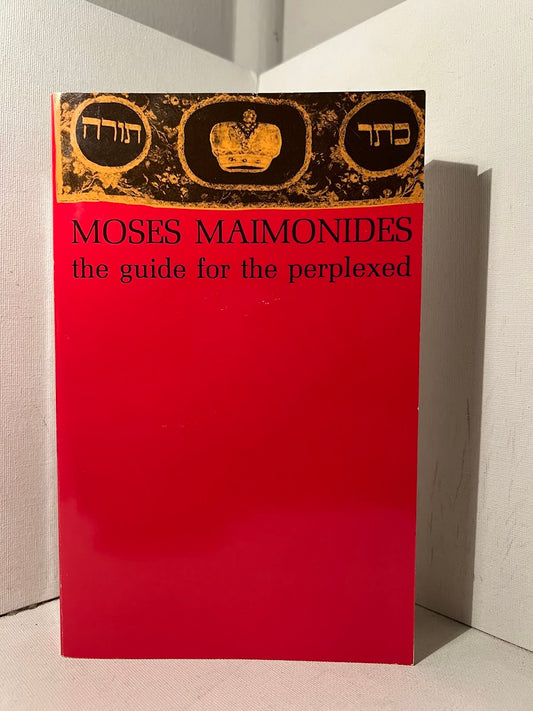 כתר תורה
MOSES MAIMONIDES
the guide for the perplexed